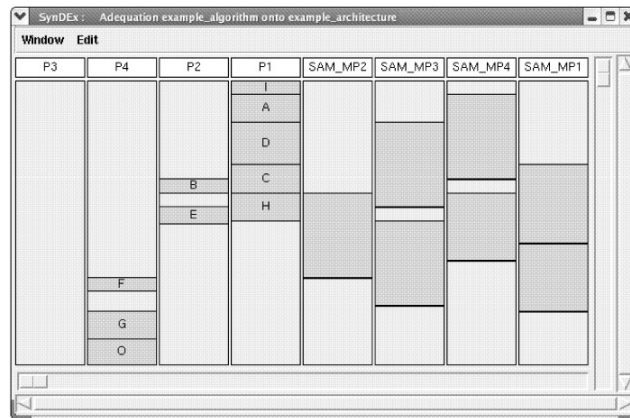 SynDEx : Adequation example_algorithm onto example_architecture
Window Edit
P3 P4 P2 P1 SAM_MP2 SAM_MP3 SAM_MP4 SAM_MP1
I
A
D
C
B
H
E
F
G
O